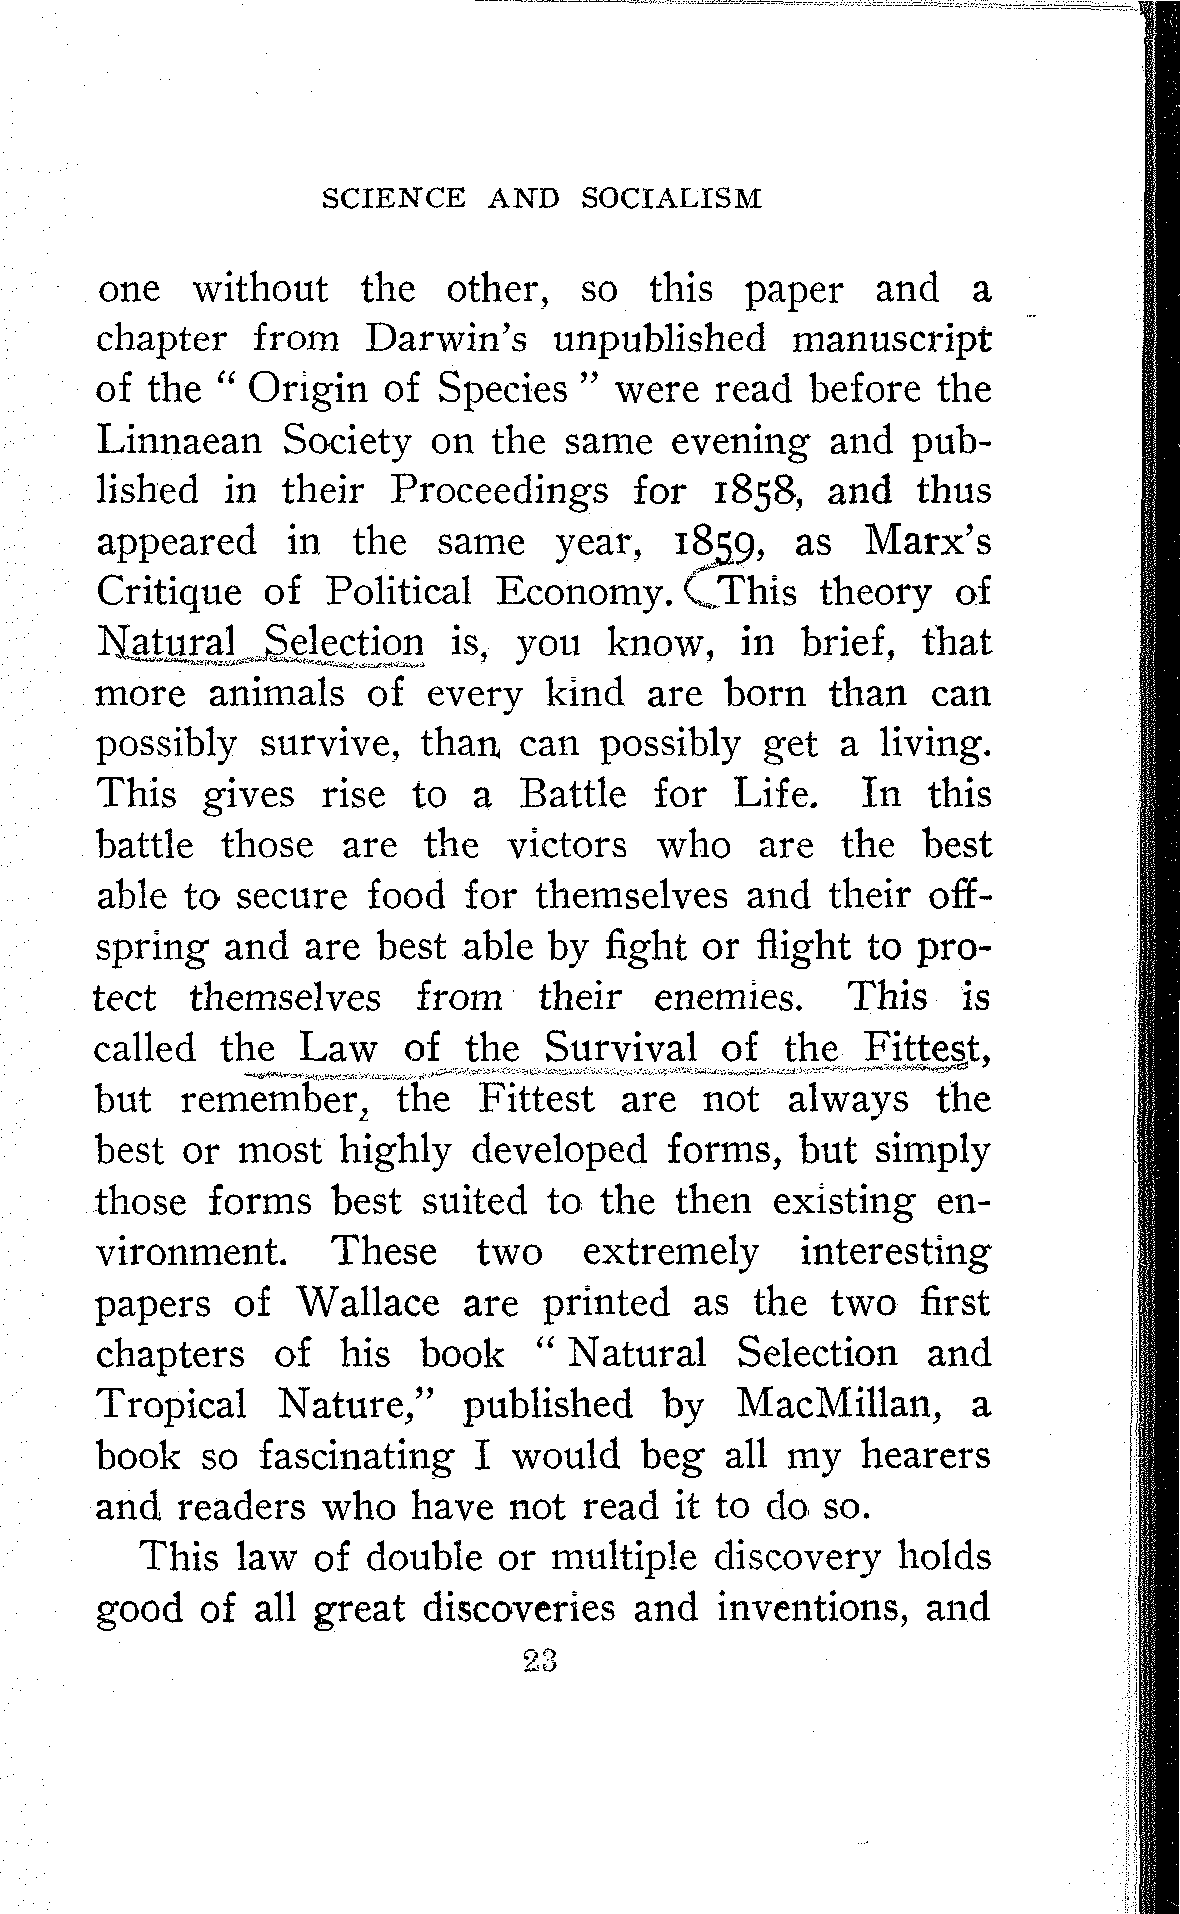 SCIENCE AND SOCIALISM
one without the other, so this paper and a
chapter from Darwin's unpublished manuscript
of the " Origin of Species " were read before the
Linnaean Society on the same evening and pub-
lished in their Proceedings for 1858, and thus
appeared in the same year, 1859, as Marx's
Critique of Political Economy. (This theory of
Natural Selection is, you know, in brief, that
more animals of every kind are born than can
possibly survive, than can possibly get a living.
This gives rise to a Battle for Life. In this
battle those are the victors who are the best
able to secure food for themselves and their off-
spring and are best able by fight or flight to pro-
tect themselves from their enemies. This is
called the Law of the Survival of the Fittest,
but remember, the Fittest are not always the
best or most highly developed forms, but simply
those forms best suited to the then existing en-
vironment. These two extremely interesting
papers of Wallace are printed as the two first
chapters of his book " Natural Selection and
Tropical Nature," published by MacMillan, a
book so fascinating I would beg all my hearers
and readers who have not read it to do so.
This law of double or multiple discovery holds
good of all great discoveries and inventions, and
23